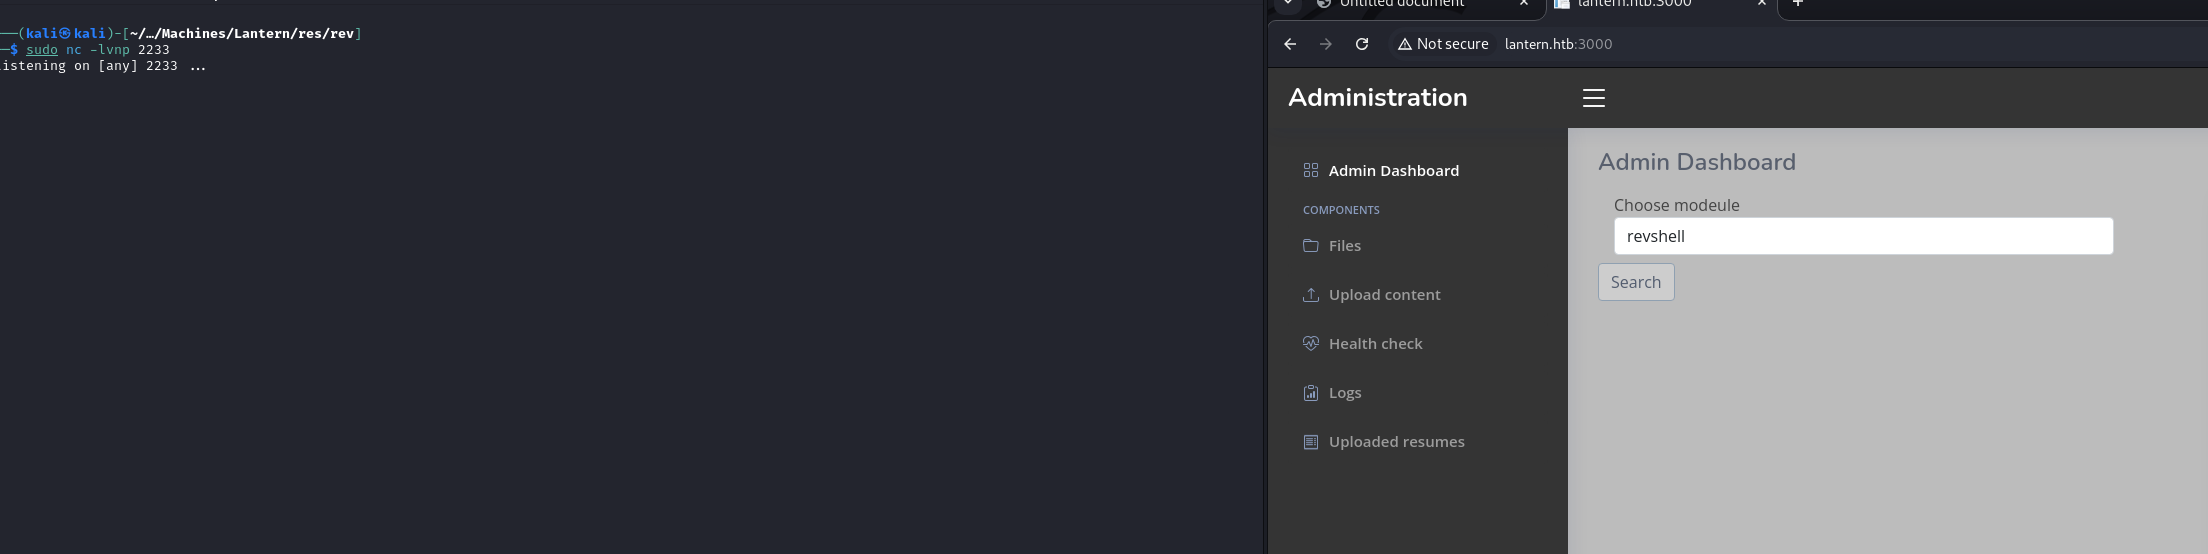 ──(kali㉿kali)-[~/…/Machines/Lantern/res/rev]
─$ sudo nc -lvnp 2233
istening on [any] 2233 ...
Untitled document
lantern.htb:3000
Not secure
lantern.htb:3000
Administration
Admin Dashboard
COMPONENTS
Files
Upload content
Health check
Logs
Uploaded resumes
Admin Dashboard
Choose modeule
revshell
Search